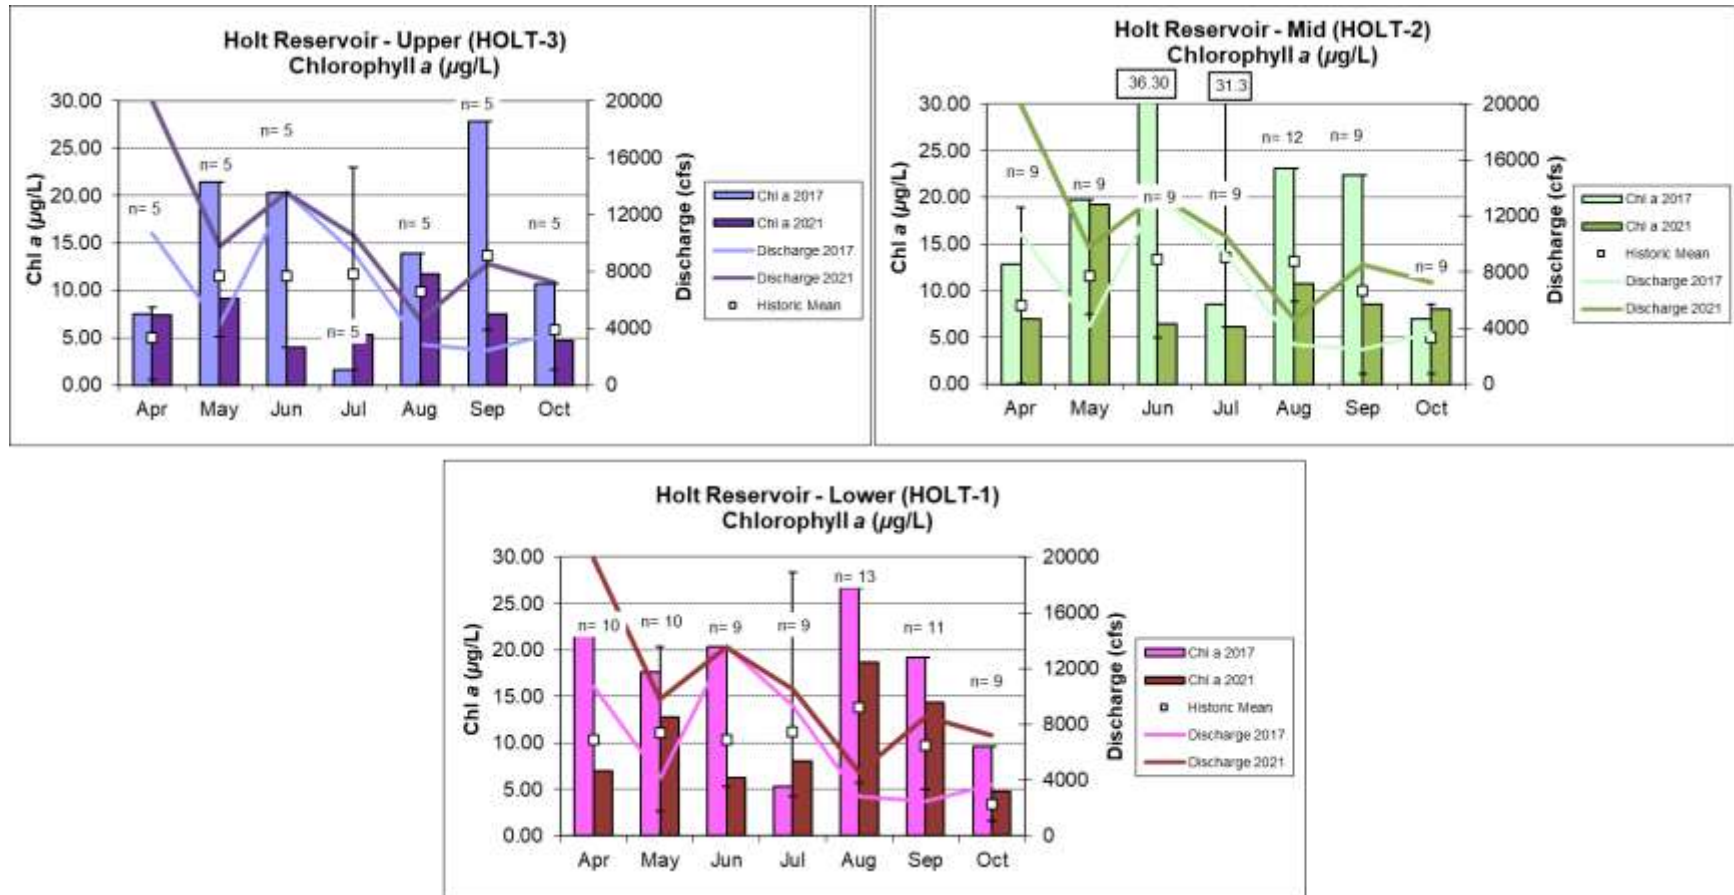 Holt Reservoir - Upper (HOLT-3)
Chlorophyll a (µg/L)
Chl a (µg/L)
30.00
25.00
20.00
15.00
10.00
5.00
0.00
n= 5
n= 5
n= 5
n= 5
n= 5
n= 5
n= 5
20000
16000
12000
8000
4000
0
Discharge (cfs)
Apr May Jun Jul Aug Sep Oct
Chl a 2017
Chl a 2021
Discharge 2017
Discharge 2021
Historic Mean
Holt Reservoir - Mid (HOLT-2)
Chlorophyll a (µg/L)
Chl a (µg/L)
36.30
31.3
30.00
25.00
20.00
15.00
10.00
5.00
0.00
n= 9
n= 9
n= 9
n= 9
n= 12
n= 9
n= 9
20000
16000
12000
8000
4000
0
Discharge (cfs)
Apr May Jun Jul Aug Sep Oct
Chl a 2017
Chl a 2021
Historic Mean
Discharge 2017
Discharge 2021
Holt Reservoir - Lower (HOLT-1)
Chlorophyll a (µg/L)
Chl a (µg/L)
30.00
25.00
20.00
15.00
10.00
5.00
0.00
n= 10
n= 10
n= 9
n= 9
n= 13
n= 11
n= 9
20000
16000
12000
8000
4000
0
Discharge (cfs)
Apr May Jun Jul Aug Sep Oct
Chl a 2017
Chl a 2021
Historic Mean
Discharge 2017
Discharge 2021